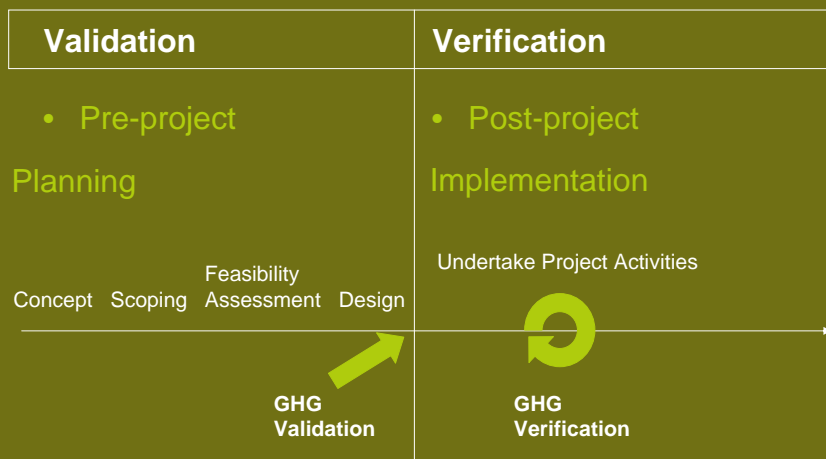 Validation
Verification
• Pre-project
• Post-project
Planning
Implementation
Undertake Project Activities
Concept Scoping Feasibility
Assessment Design
GHG
Validation
GHG
Verification